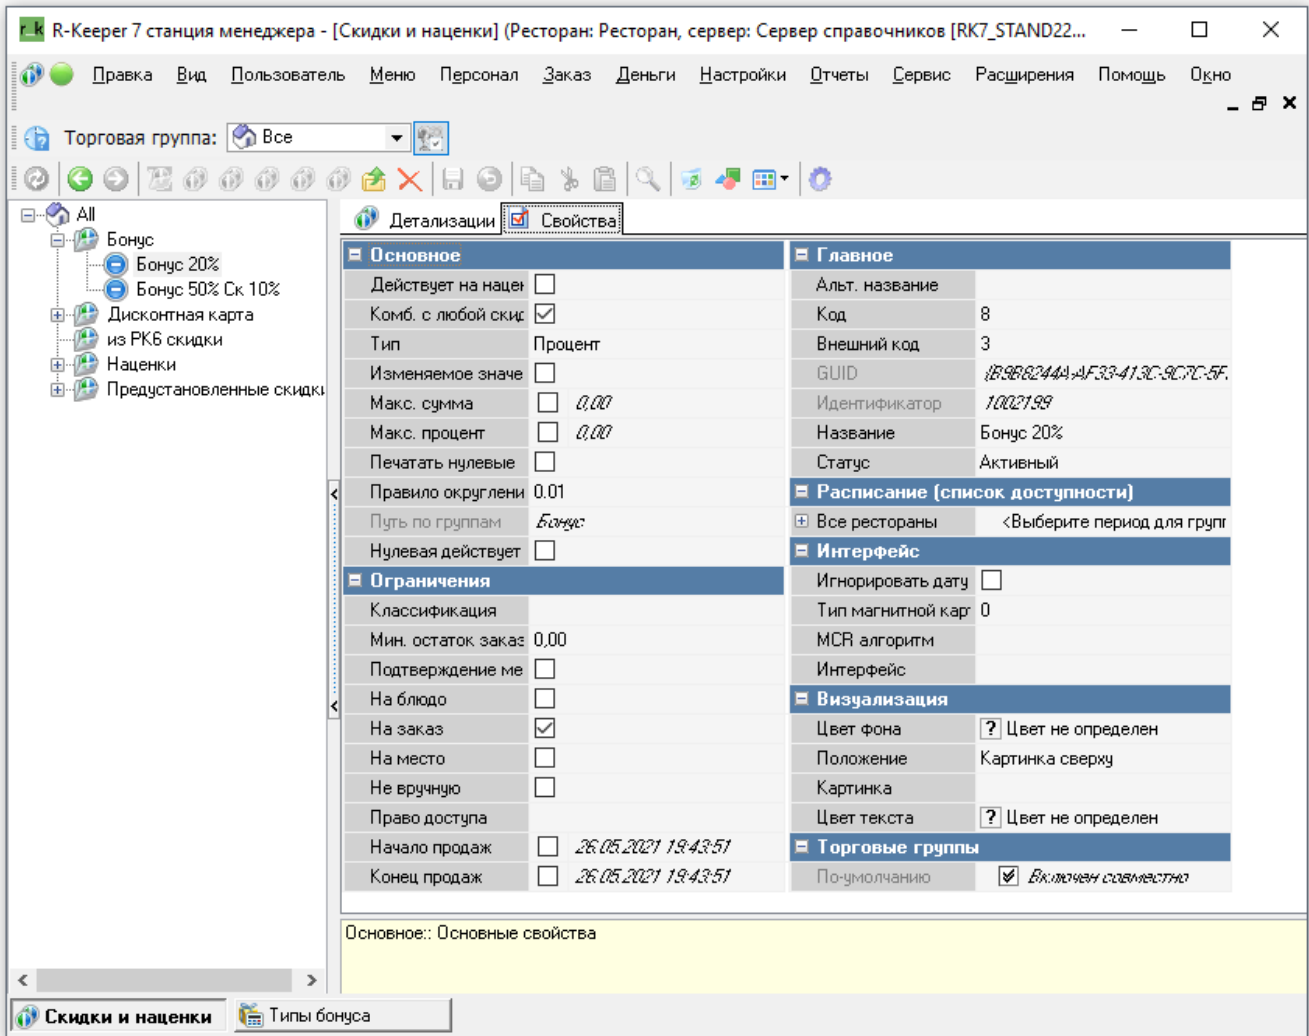 r_k R-Keeper 7 станция менеджера - [Скидки и наценки] (Ресторан: Ресторан, сервер: Сервер справочников [RK7_STAND22...
Правка Вид Пользователь Меню Персонал Заказ Деньги Настройки Отчеты Сервис Расширения Помощь Окно
Торговая группа: Все
All
Бонус
Бонус 20%
Бонус 50% Ск 10%
Дисконтная карта
из РК6 скидки
Наценки
Предустановленные скидки
Детализации Свойства
Основное
Действует на нацен
Комб. с любой скид
Тип Процент
Изменяемое значе
Макс. сумма 0,00
Макс. процент 0,00
Печатать нулевые
Правило округлени 0.01
Путь по группам Бонус
Нулевая действует
Ограничения
Классификация
Мин. остаток заказ 0,00
Подтверждение ме
На блюдо
На заказ
На место
Не вручную
Право доступа
Начало продаж 26.05.2021 19:43:51
Конец продаж 26.05.2021 19:43:51
Главное
Альт. название
Код 8
Внешний код 3
GUID {B9B8244A-AF33-413C-9C7C-5F.
Идентификатор 1002199
Название Бонус 20%
Статус Активный
Расписание (список доступности)
Все рестораны <Выберите период для групп
Интерфейс
Игнорировать дату
Тип магнитной карт 0
MCR алгоритм
Интерфейс
Визуализация
Цвет фона ? Цвет не определен
Положение Картинка сверху
Картинка
Цвет текста ? Цвет не определен
Торговые группы
По-умолчанию Включен совместно
Основное:: Основные свойства
Скидки и наценки Типы бонуса